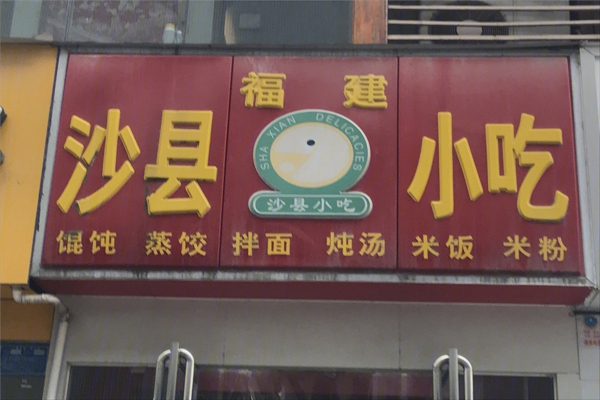 福建
沙县小吃
SHA XIAN DELICACIES
沙县小吃
馄饨 蒸饺 拌面 炖汤 米饭 米粉